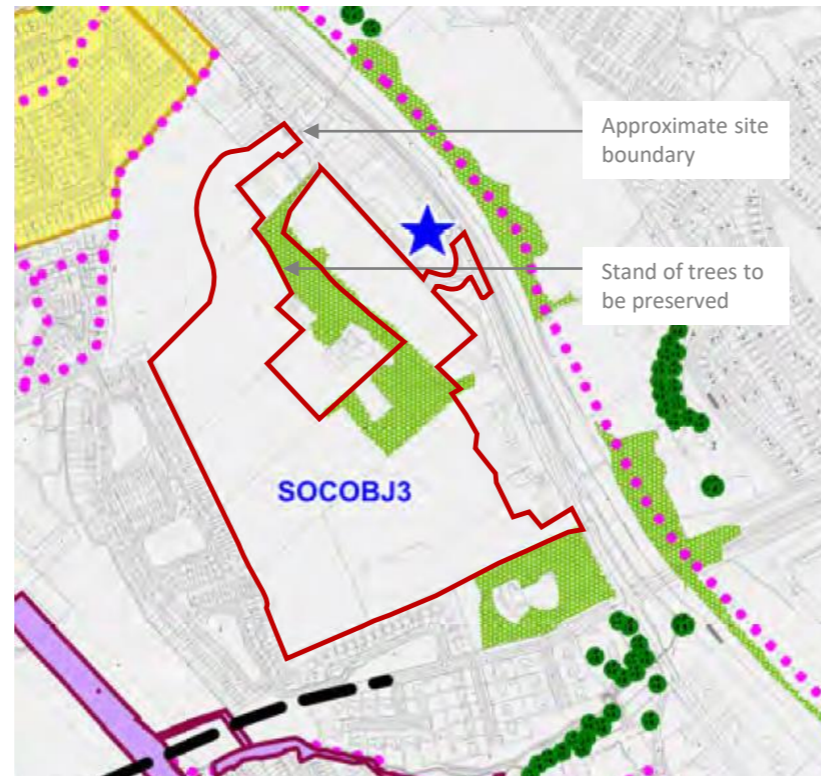 Approximate site
boundary
Stand of trees to
be preserved
SOCOBJ3